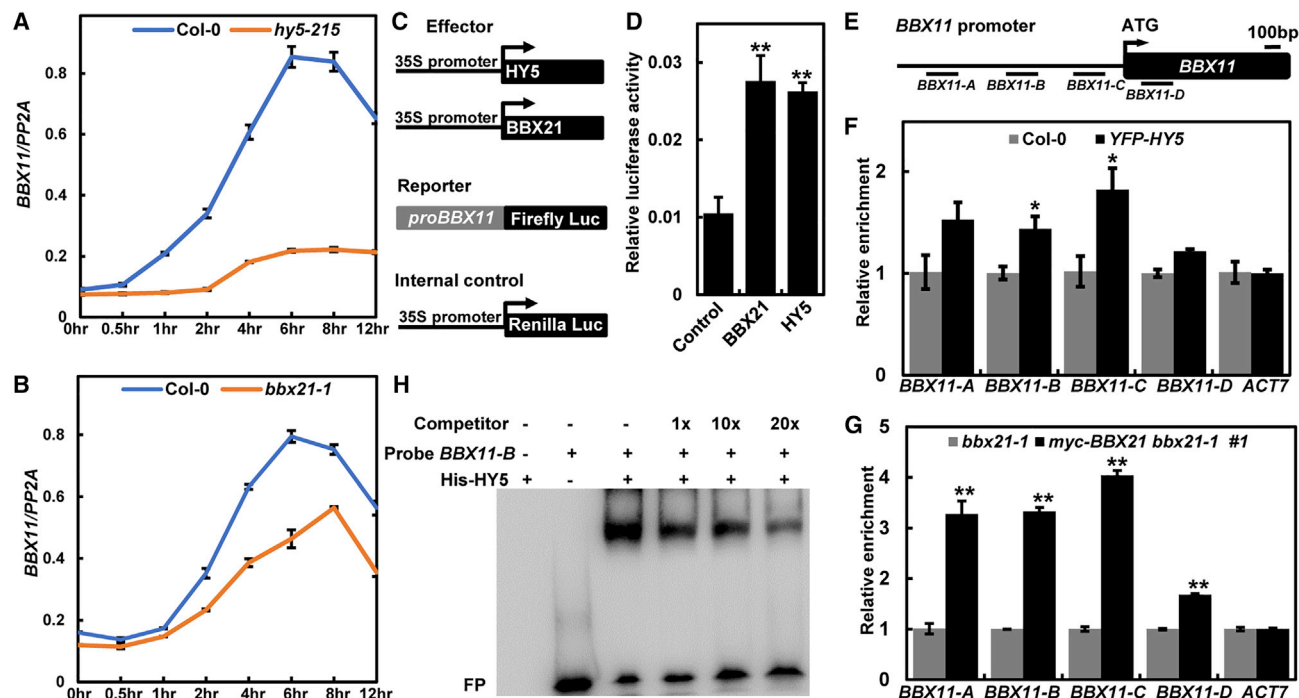 A
Col-0 hy5-215
BBX11/PP2A
0.8
0.6
0.4
0.2
0
0hr 0.5hr 1hr 2hr 4hr 6hr 8hr 12hr
B
Col-0 bbx21-1
BBX11/PP2A
0.8
0.6
0.4
0.2
0
0hr 0.5hr 1hr 2hr 4hr 6hr 8hr 12hr
C
Effector
35S promoter HY5
35S promoter BBX21
Reporter
proBBX11 Firefly Luc
Internal control
35S promoter Renilla Luc
D
Relative luciferase activity
0.03
0.02
0.01
0
** **
Control BBX21 HY5
E
BBX11 promoter ATG 100bp
BBX11
BBX11-A BBX11-B BBX11-C BBX11-D
F
Col-0 YFP-HY5
Relative enrichment
2
1
0
* *
BBX11-A BBX11-B BBX11-C BBX11-D ACT7
G
bbx21-1 myc-BBX21 bbx21-1 #1
Relative enrichment
5
4
3
2
1
0
** ** ** **
BBX11-A BBX11-B BBX11-C BBX11-D ACT7
H
Competitor - - - 1x 10x 20x
Probe BBX11-B - + + + + +
His-HY5 + - + + + +
FP